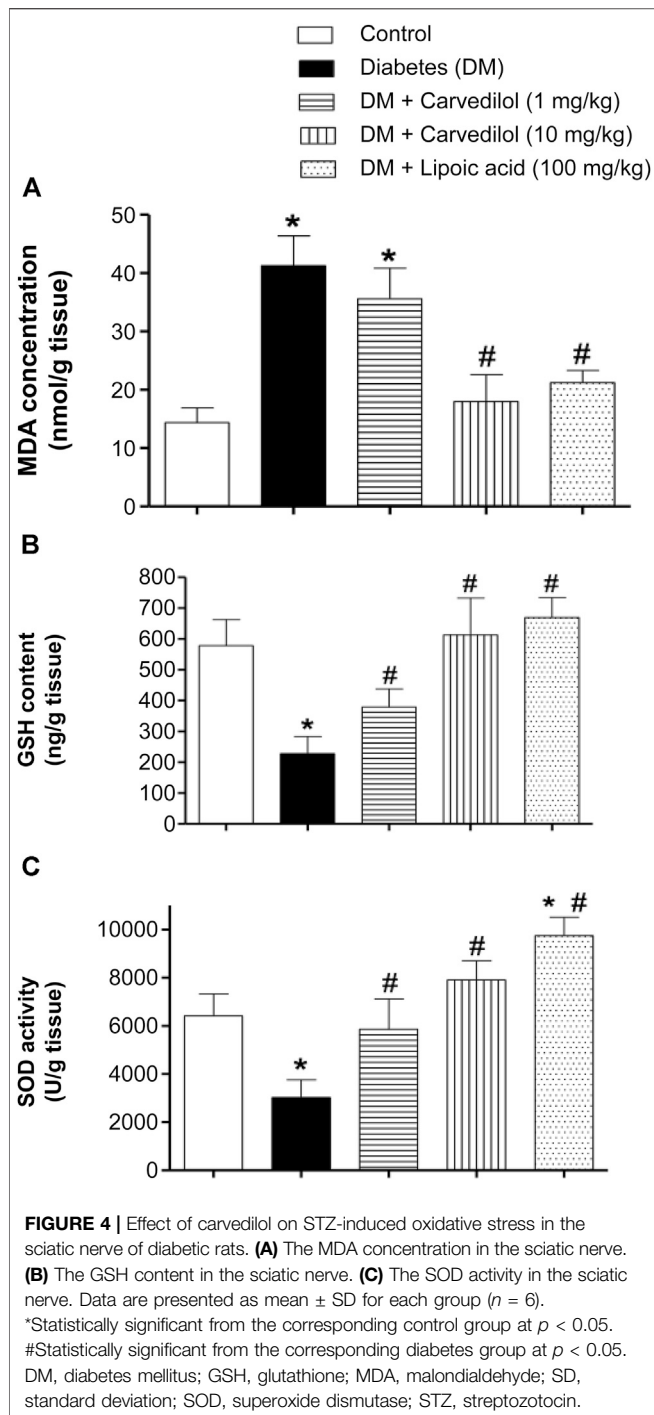 Control
Diabetes (DM)
DM + Carvedilol (1 mg/kg)
DM + Carvedilol (10 mg/kg)
DM + Lipoic acid (100 mg/kg)
A
MDA concentration
(nmol/g tissue)
50
40
30
20
10
0
*
*
#
#
B
GSH content
(ng/g tissue)
800
700
600
500
400
300
200
100
0
*
#
#
#
C
SOD activity
(U/g tissue)
10000
8000
6000
4000
2000
0
*
#
#
* #
FIGURE 4 | Effect of carvedilol on STZ-induced oxidative stress in the
sciatic nerve of diabetic rats. (A) The MDA concentration in the sciatic nerve.
(B) The GSH content in the sciatic nerve. (C) The SOD activity in the sciatic
nerve. Data are presented as mean ± SD for each group (n = 6).
*Statistically significant from the corresponding control group at p < 0.05.
#Statistically significant from the corresponding diabetes group at p < 0.05.
DM, diabetes mellitus; GSH, glutathione; MDA, malondialdehyde; SD,
standard deviation; SOD, superoxide dismutase; STZ, streptozotocin.